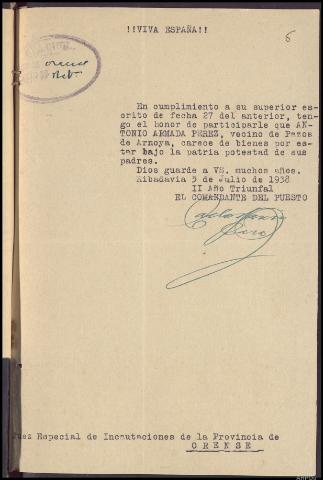 !!VIVA ESPAÑA!!
6
En cumplimiento a su superior es-
crito de fecha 27 del anterior, ten-
go el honor de participarle que AN-
TONIO ARMADA PEREZ, vecino de Pazos
de Arnoya, carece de bienes por es-
tar bajo la patria potestad de sus
padres.
Dios guarde a VS. muchos años.
Ribadavia 5 de Julio de 1938
II Año Triunfal
EL COMANDANTE DEL PUESTO
Juez Especial de Incautaciones de la Provincia de
ORENSE